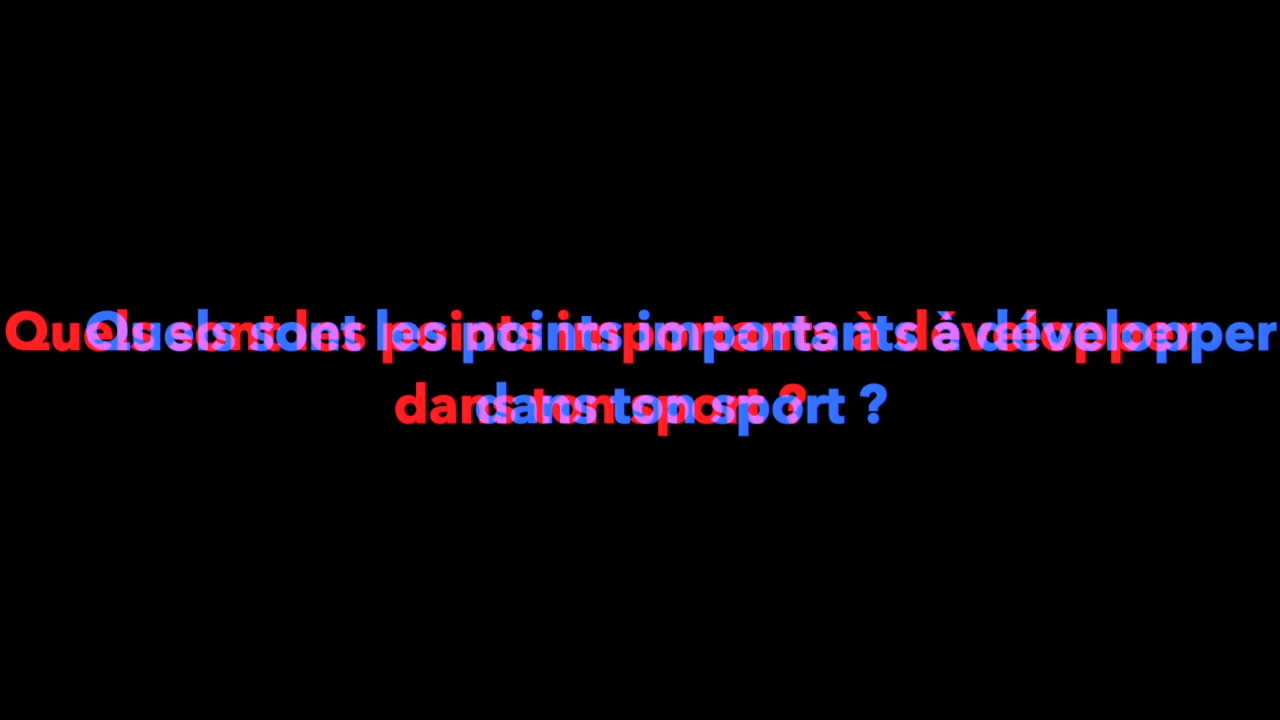 Quels sont les points importants à développer
dans ton sport ?